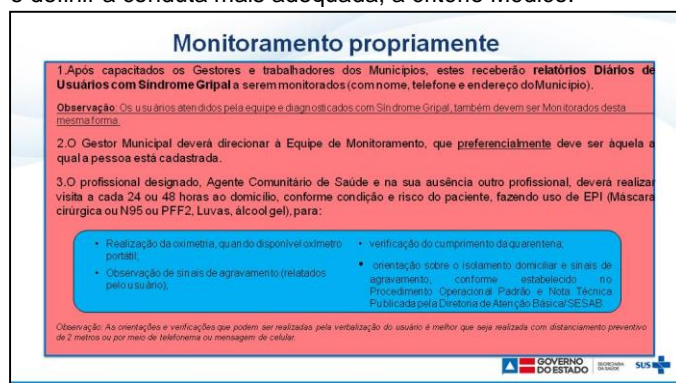 e definir a conduta mais adequada, a critério Médico.
Monitoramento propriamente
1.Após capacitados os Gestores e trabalhadores dos Municípios, estes receberão relatórios Diários de
Usuários com Síndrome Gripal a serem monitorados (com nome, telefone e endereço do Município).
Observação: Os usuários atendidos pela equipe e diagnosticados com Síndrome Gripal, também devem ser Monitorados desta
mesma forma.
2.O Gestor Municipal deverá direcionar à Equipe de Monitoramento, que preferencialmente deve ser àquela a
qual a pessoa está cadastrada.
3.O profissional designado, Agente Comunitário de Saúde e na sua ausência outro profissional, deverá realizar
visita a cada 24 ou 48 horas ao domicílio, conforme condição e risco do paciente, fazendo uso de EPI (Máscara
cirúrgica ou N95 ou PFF2, Luvas, álcool gel), para:
• Realização da oximetria, quando disponível oxímetro
portátil;
• Observação de sinais de agravamento (relatados
pelo usuário);
• verificação do cumprimento da quarentena;
• orientação sobre o isolamento domiciliar e sinais de
agravamento, conforme estabelecido no
Procedimento Operacional Padrão e Nota Técnica
Publicada pela Diretoria de Atenção Básica/SESAB.
Observação: As orientações e verificações que podem ser realizadas pela verbalização do usuário é melhor que seja realizada com distanciamento preventivo
de 2 metros ou por meio de telefonema ou mensagem de celular.
GOVERNO
DO ESTADO
SECRETARIA
DA SAÚDE
SUS